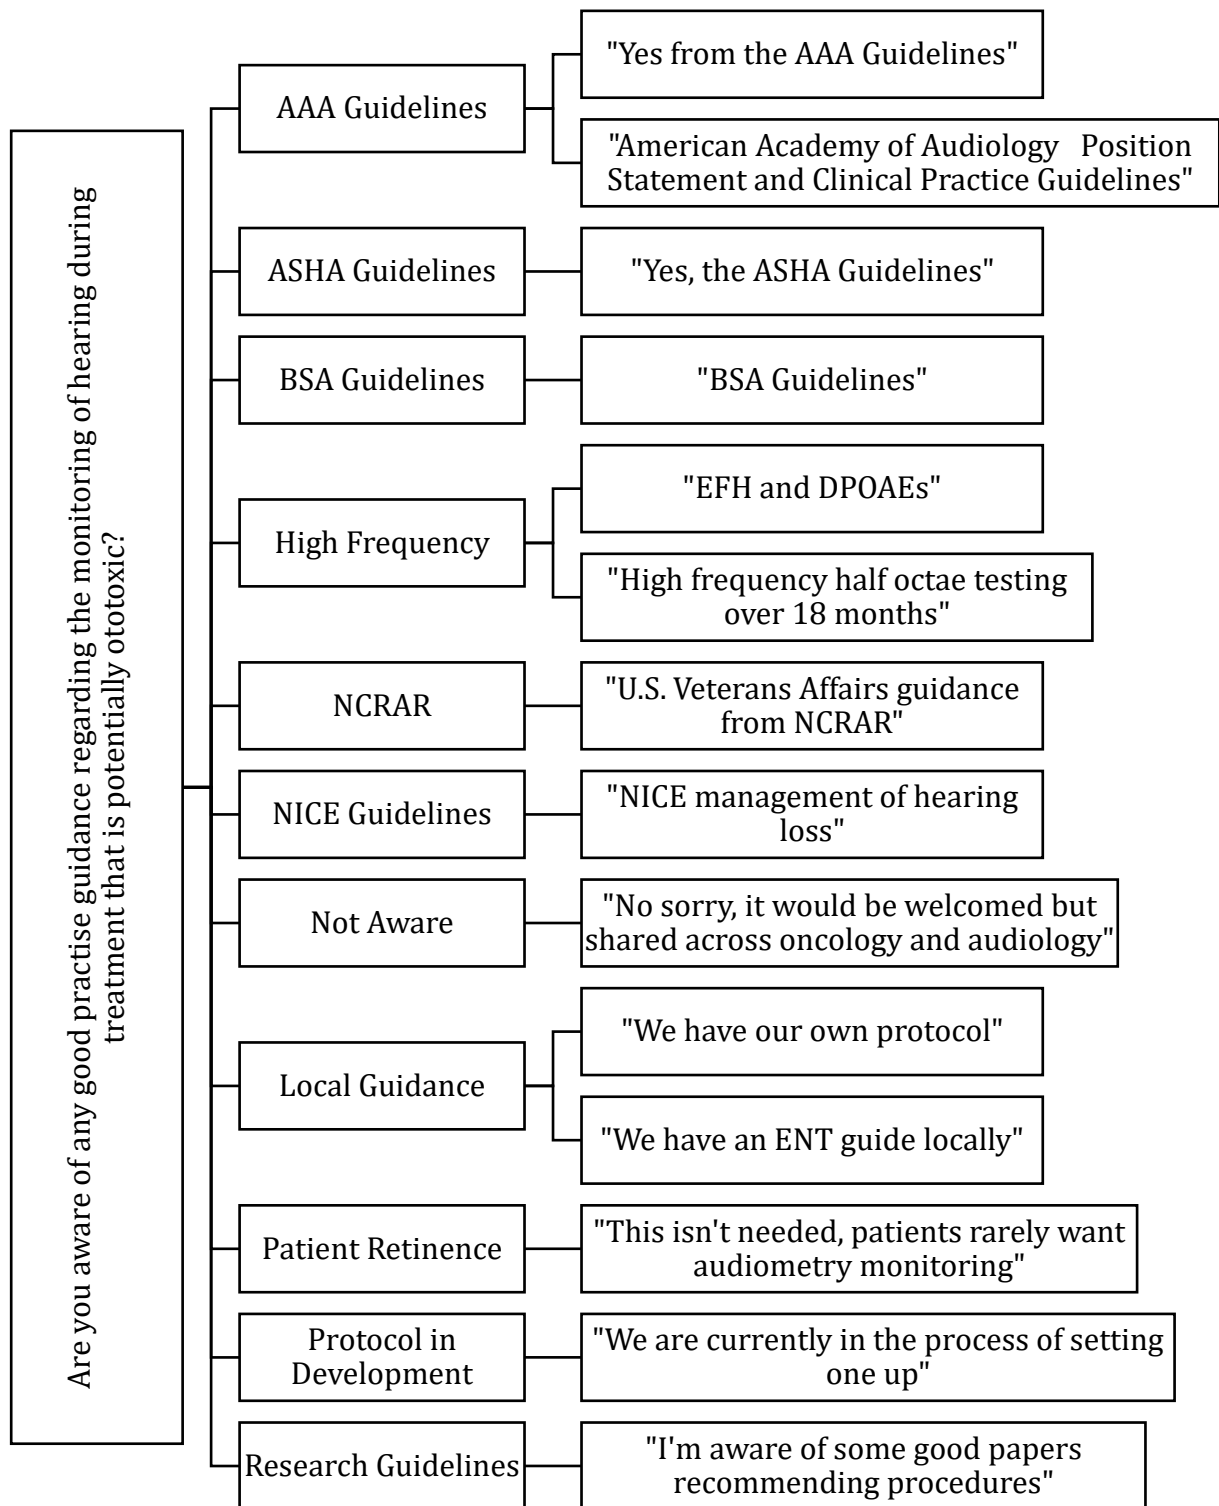 Are you aware of any good practise guidance regarding the monitoring of hearing during
treatment that is potentially ototoxic?
AAA Guidelines
"Yes from the AAA Guidelines"
"American Academy of Audiology   Position
Statement and Clinical Practice Guidelines"
ASHA Guidelines
"Yes, the ASHA Guidelines"
BSA Guidelines
"BSA Guidelines"
High Frequency
"EFH and DPOAEs"
"High frequency half octae testing
over 18 months"
NCRAR
"U.S. Veterans Affairs guidance
from NCRAR"
NICE Guidelines
"NICE management of hearing
loss"
Not Aware
"No sorry, it would be welcomed but
shared across oncology and audiology"
Local Guidance
"We have our own protocol"
"We have an ENT guide locally"
Patient Retinence
"This isn't needed, patients rarely want
audiometry monitoring"
Protocol in
Development
"We are currently in the process of setting
one up"
Research Guidelines
"I'm aware of some good papers
recommending procedures"